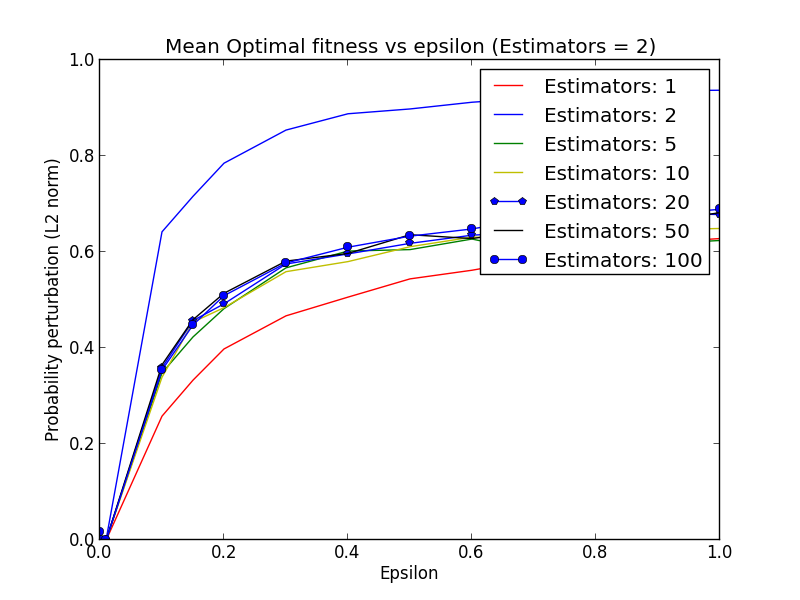 Mean Optimal fitness vs epsilon (Estimators = 2)
1.0
0.8
0.6
0.4
0.2
0.0
Probability perturbation (L2 norm)
Estimators: 1
Estimators: 2
Estimators: 5
Estimators: 10
Estimators: 20
Estimators: 50
Estimators: 100
0.0 0.2 0.4 0.6 0.8 1.0
Epsilon